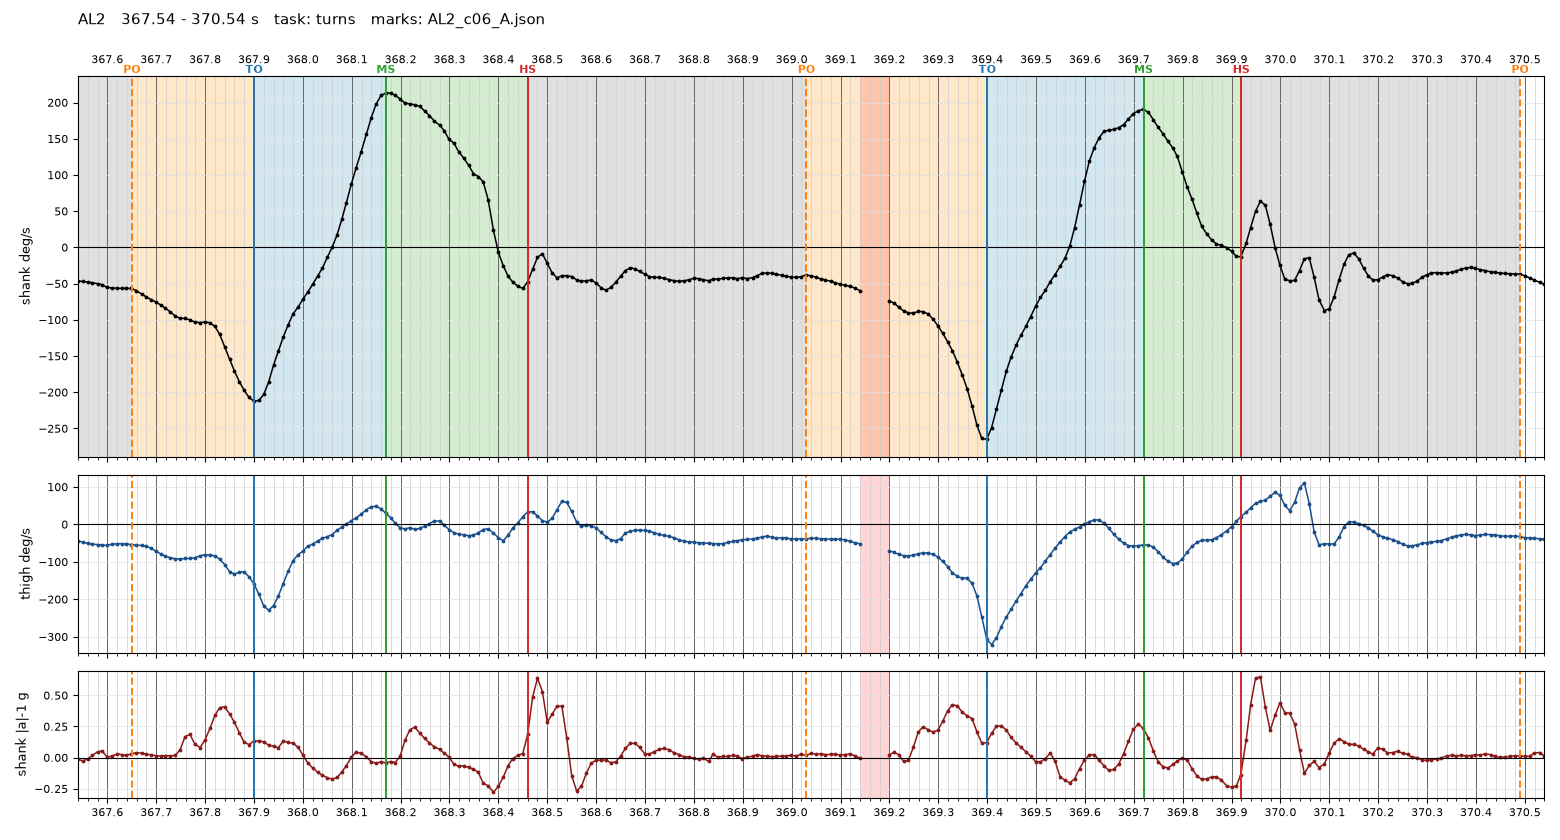 AL2 367.54 - 370.54 s task: turns marks: AL2_c06_A.json
367.6 367.7 367.8 367.9 368.0 368.1 368.2 368.3 368.4 368.5 368.6 368.7 368.8 368.9 369.0 369.1 369.2 369.3 369.4 369.5 369.6 369.7 369.8 369.9 370.0 370.1 370.2 370.3 370.4 370.5
PO TO MS HS PO TO MS HS PO
shank deg/s
200
150
100
50
0
−50
−100
−150
−200
−250
thigh deg/s
100
0
−100
−200
−300
shank |a|-1 g
0.50
0.25
0.00
−0.25
367.6 367.7 367.8 367.9 368.0 368.1 368.2 368.3 368.4 368.5 368.6 368.7 368.8 368.9 369.0 369.1 369.2 369.3 369.4 369.5 369.6 369.7 369.8 369.9 370.0 370.1 370.2 370.3 370.4 370.5